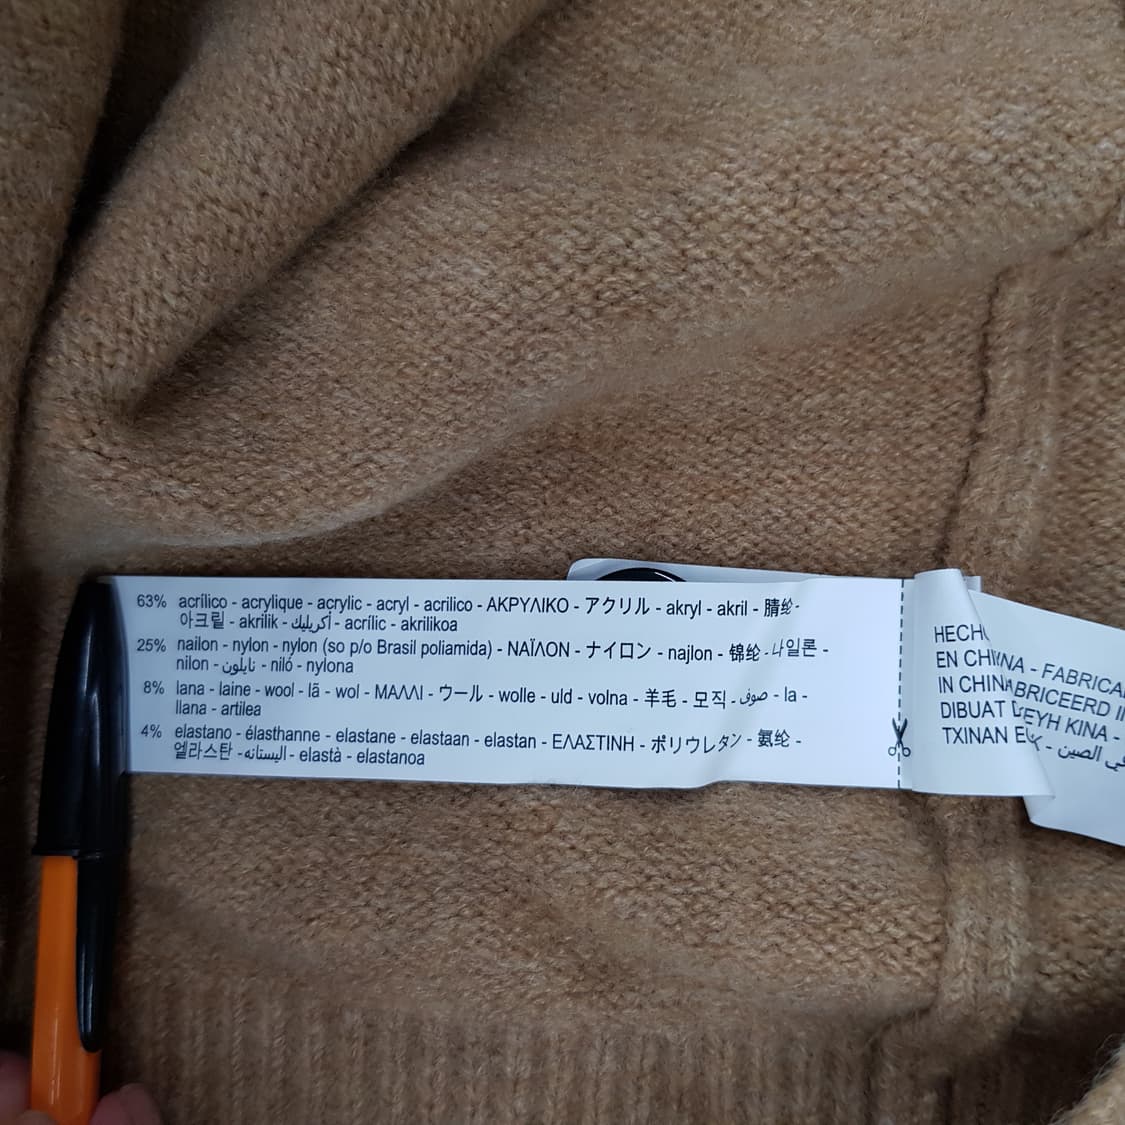 63% acrílico - acrylique - acrylic - acryl - acrilico - ΑΚΡΥΛΙΚΟ - アクリル - akryl - akril - 腈纶 -
아크릴 - akrilik - أكريليك - acrílic - akrilikoa
25% nailon - nylon - nylon (so p/o Brasil poliamida) - ΝΑΪΛΟΝ - ナイロン - najlon - 锦纶 - 나일론 -
nilon - نايلون - niló - nylona
8% lana - laine - wool - lã - wol - ΜΑΛΛΙ - ウール - wolle - uld - volna - 羊毛 - 모직 - صوف - la -
llana - artilea
4% elastano - élasthanne - elastane - elastaan - elastan - ΕΛΑΣΤΙΝΗ - ポリウレタン - 氨纶 -
엘라스탄 - اليستانه - elastà - elastanoa
HECHO
EN CHINA - FABRICA
IN CHINA
DIBUAT KINA -
TXINAN الصين -